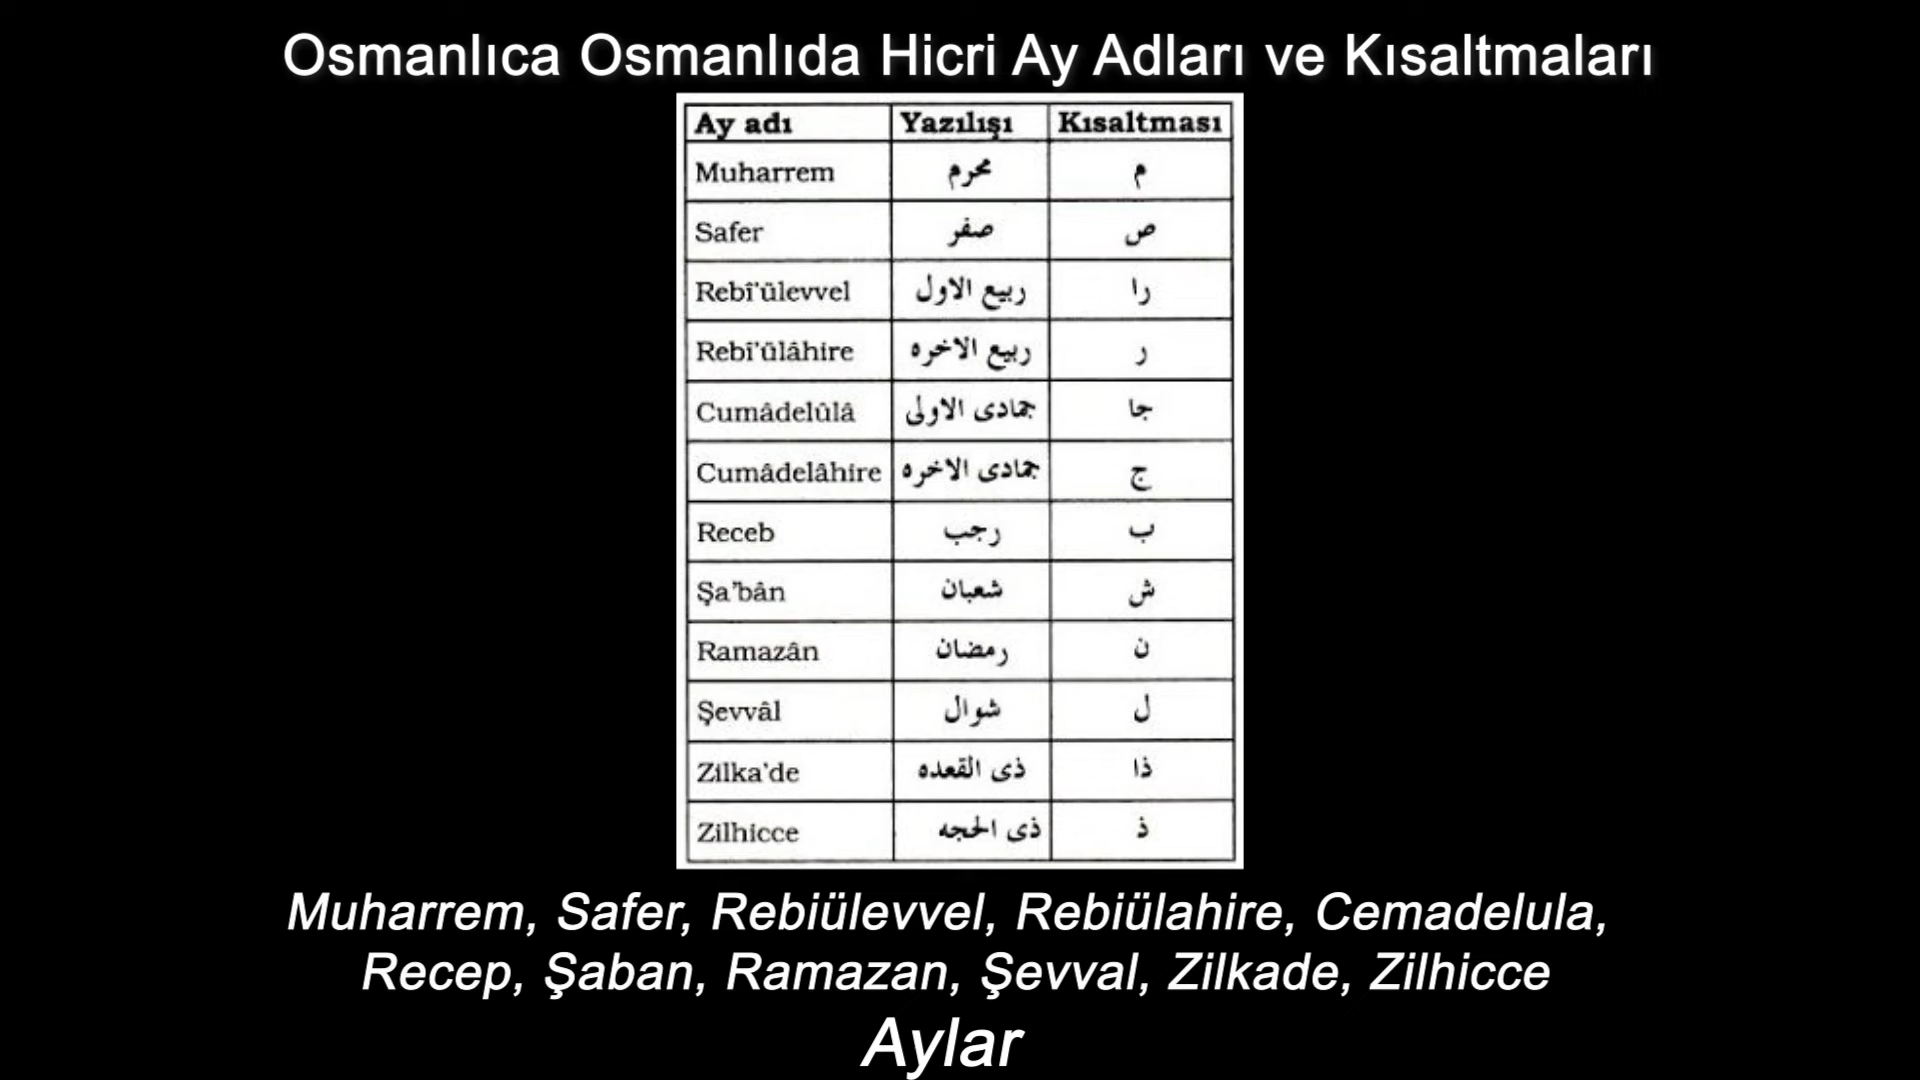 Osmanlıca Osmanlıda Hicri Ay Adları ve Kısaltmaları
Ay adı Yazılışı Kısaltması
Muharrem محرم م
Safer صفر ص
Rebî'ülevvel ربيع الاول را
Rebî'ülâhire ربيع الاخره ر
Cumâdelûlâ جمادى الاولى جا
Cumâdelâhire جمادى الاخره ج
Receb رجب ب
Şa'bân شعبان ش
Ramazân رمضان ن
Şevvâl شوال ل
Zilka'de ذى القعده ذا
Zilhicce ذى الحجه ذ
Muharrem, Safer, Rebiülevvel, Rebiülahire, Cemadelula,
Recep, Şaban, Ramazan, Şevval, Zilkade, Zilhicce
Aylar